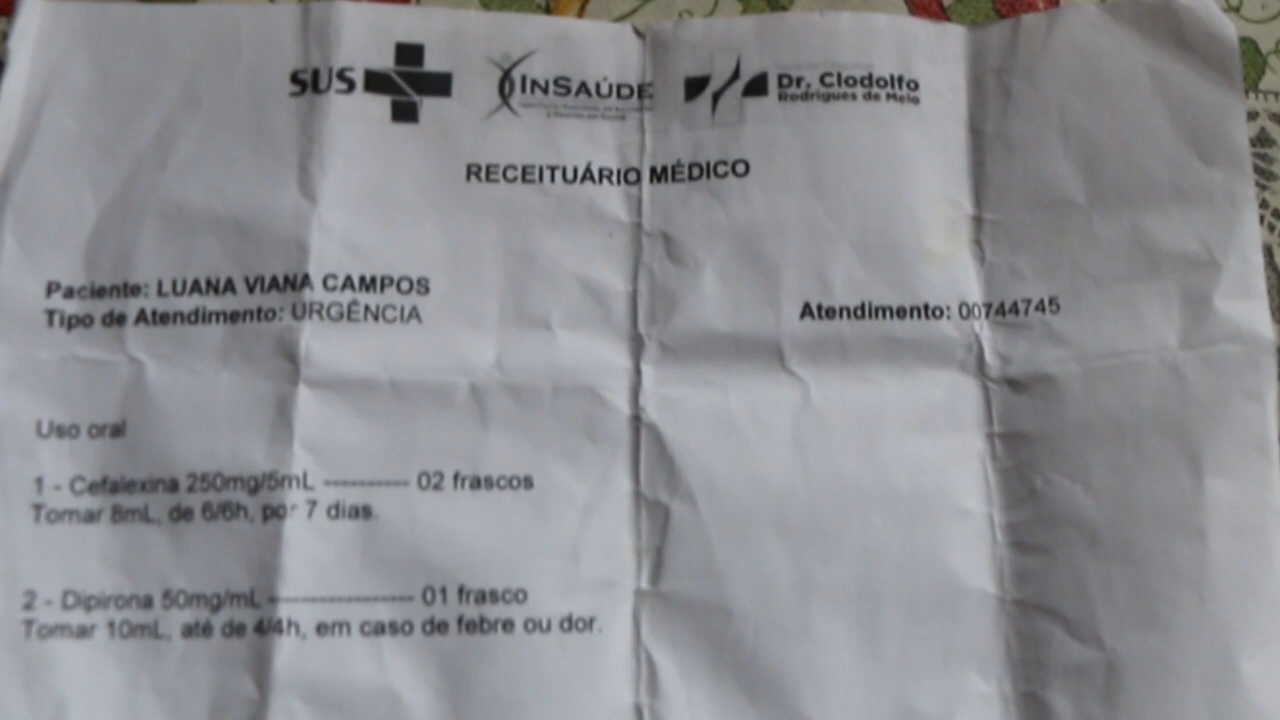 SUS
INSAÚDE
Dr. Clodolfo
Rodrigues de Melo
RECEITUÁRIO MÉDICO
Paciente: LUANA VIANA CAMPOS
Tipo de Atendimento: URGÊNCIA
Atendimento: 00744745
Uso oral
1 - Cefalexina 250mg/5mL ---------- 02 frascos
Tomar 8mL, de 6/6h, por 7 dias.
2 - Dipirona 50mg/mL ----------------- 01 frasco
Tomar 10mL, até de 4/4h, em caso de febre ou dor.